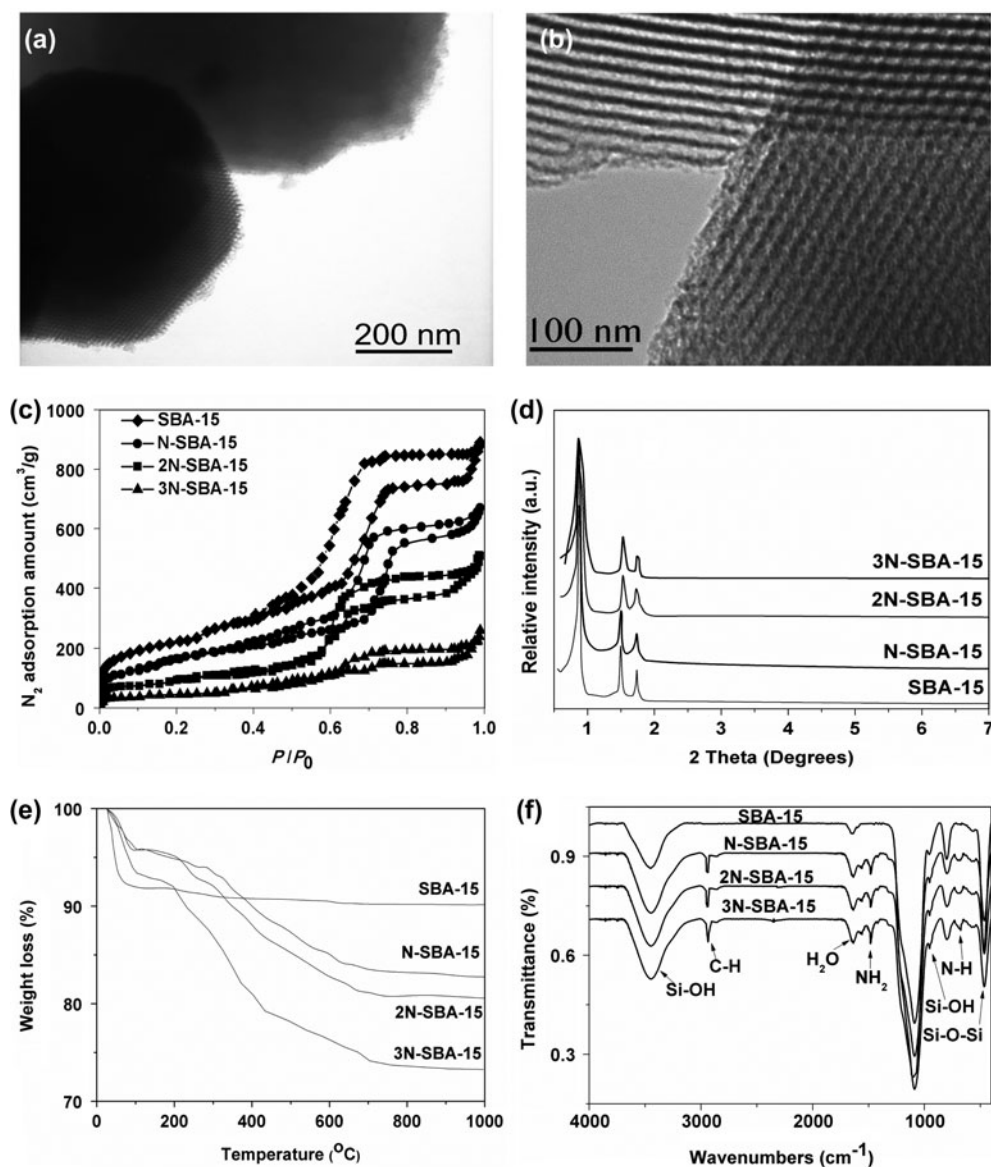 (a)
200 nm
(b)
100 nm
(c)
1000
800
600
400
200
0
0.0 0.2 0.4 0.6 0.8 1.0
N2 adsorption amount (cm3/g)
P/P0
SBA-15
N-SBA-15
2N-SBA-15
3N-SBA-15
(d)
Relative intensity (a.u.)
3N-SBA-15
2N-SBA-15
N-SBA-15
SBA-15
1 2 3 4 5 6 7
2 Theta (Degrees)
(e)
100
90
80
70
Weight loss (%)
SBA-15
N-SBA-15
2N-SBA-15
3N-SBA-15
0 200 400 600 800 1000
Temperature (OC)
(f)
0.9
0.6
0.3
Transmittance (%)
SBA-15
N-SBA-15
2N-SBA-15
3N-SBA-15
Si-OH
C-H
H2O
NH2
Si-OH
N-H
Si-O-Si
4000 3000 2000 1000
Wavenumbers (cm-1)